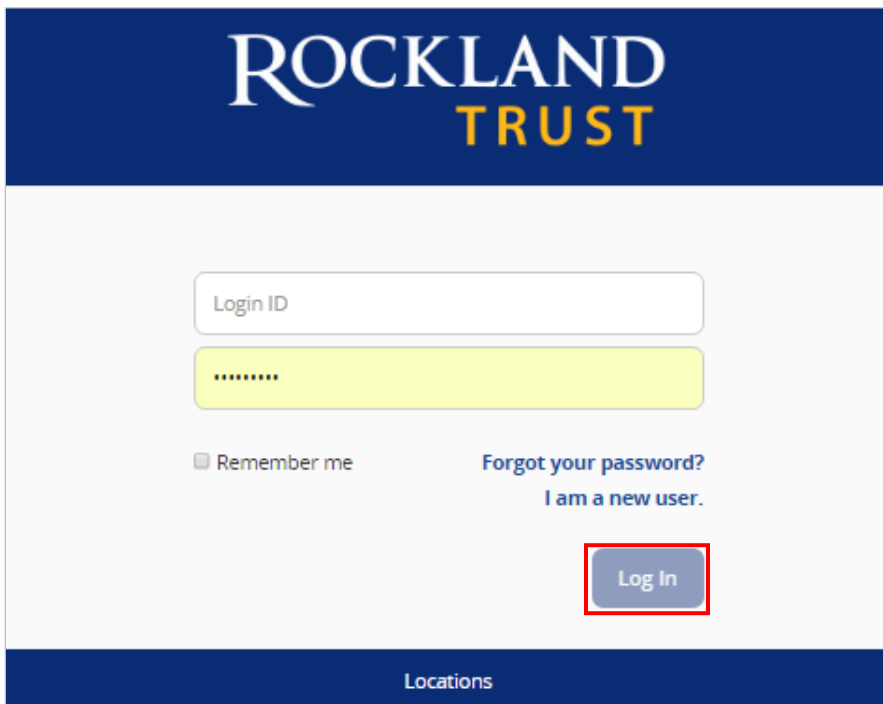 ROCKLAND
TRUST
Login ID
•••••••••
Remember me
Forgot your password?
I am a new user.
Log In
Locations